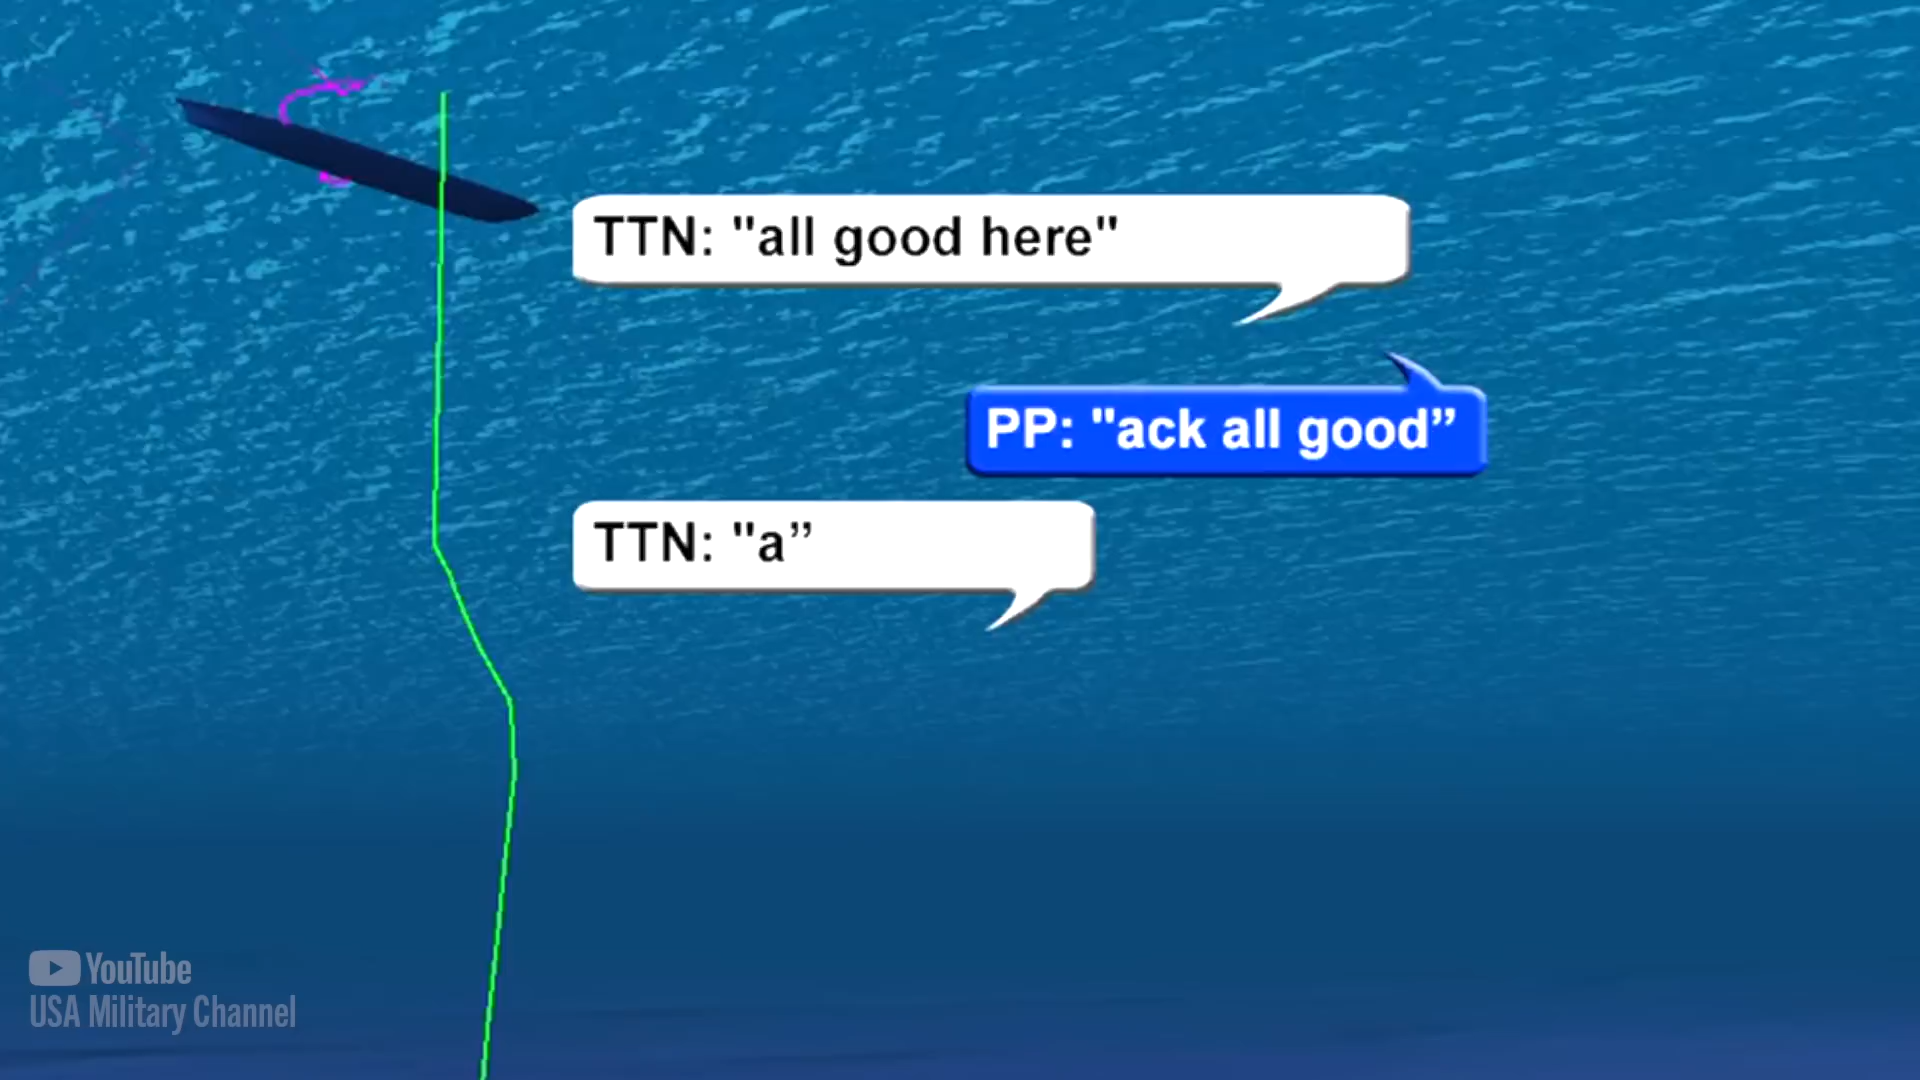 TTN: "all good here"
PP: "ack all good”
TTN: "a”
YouTube
USA Military Channel